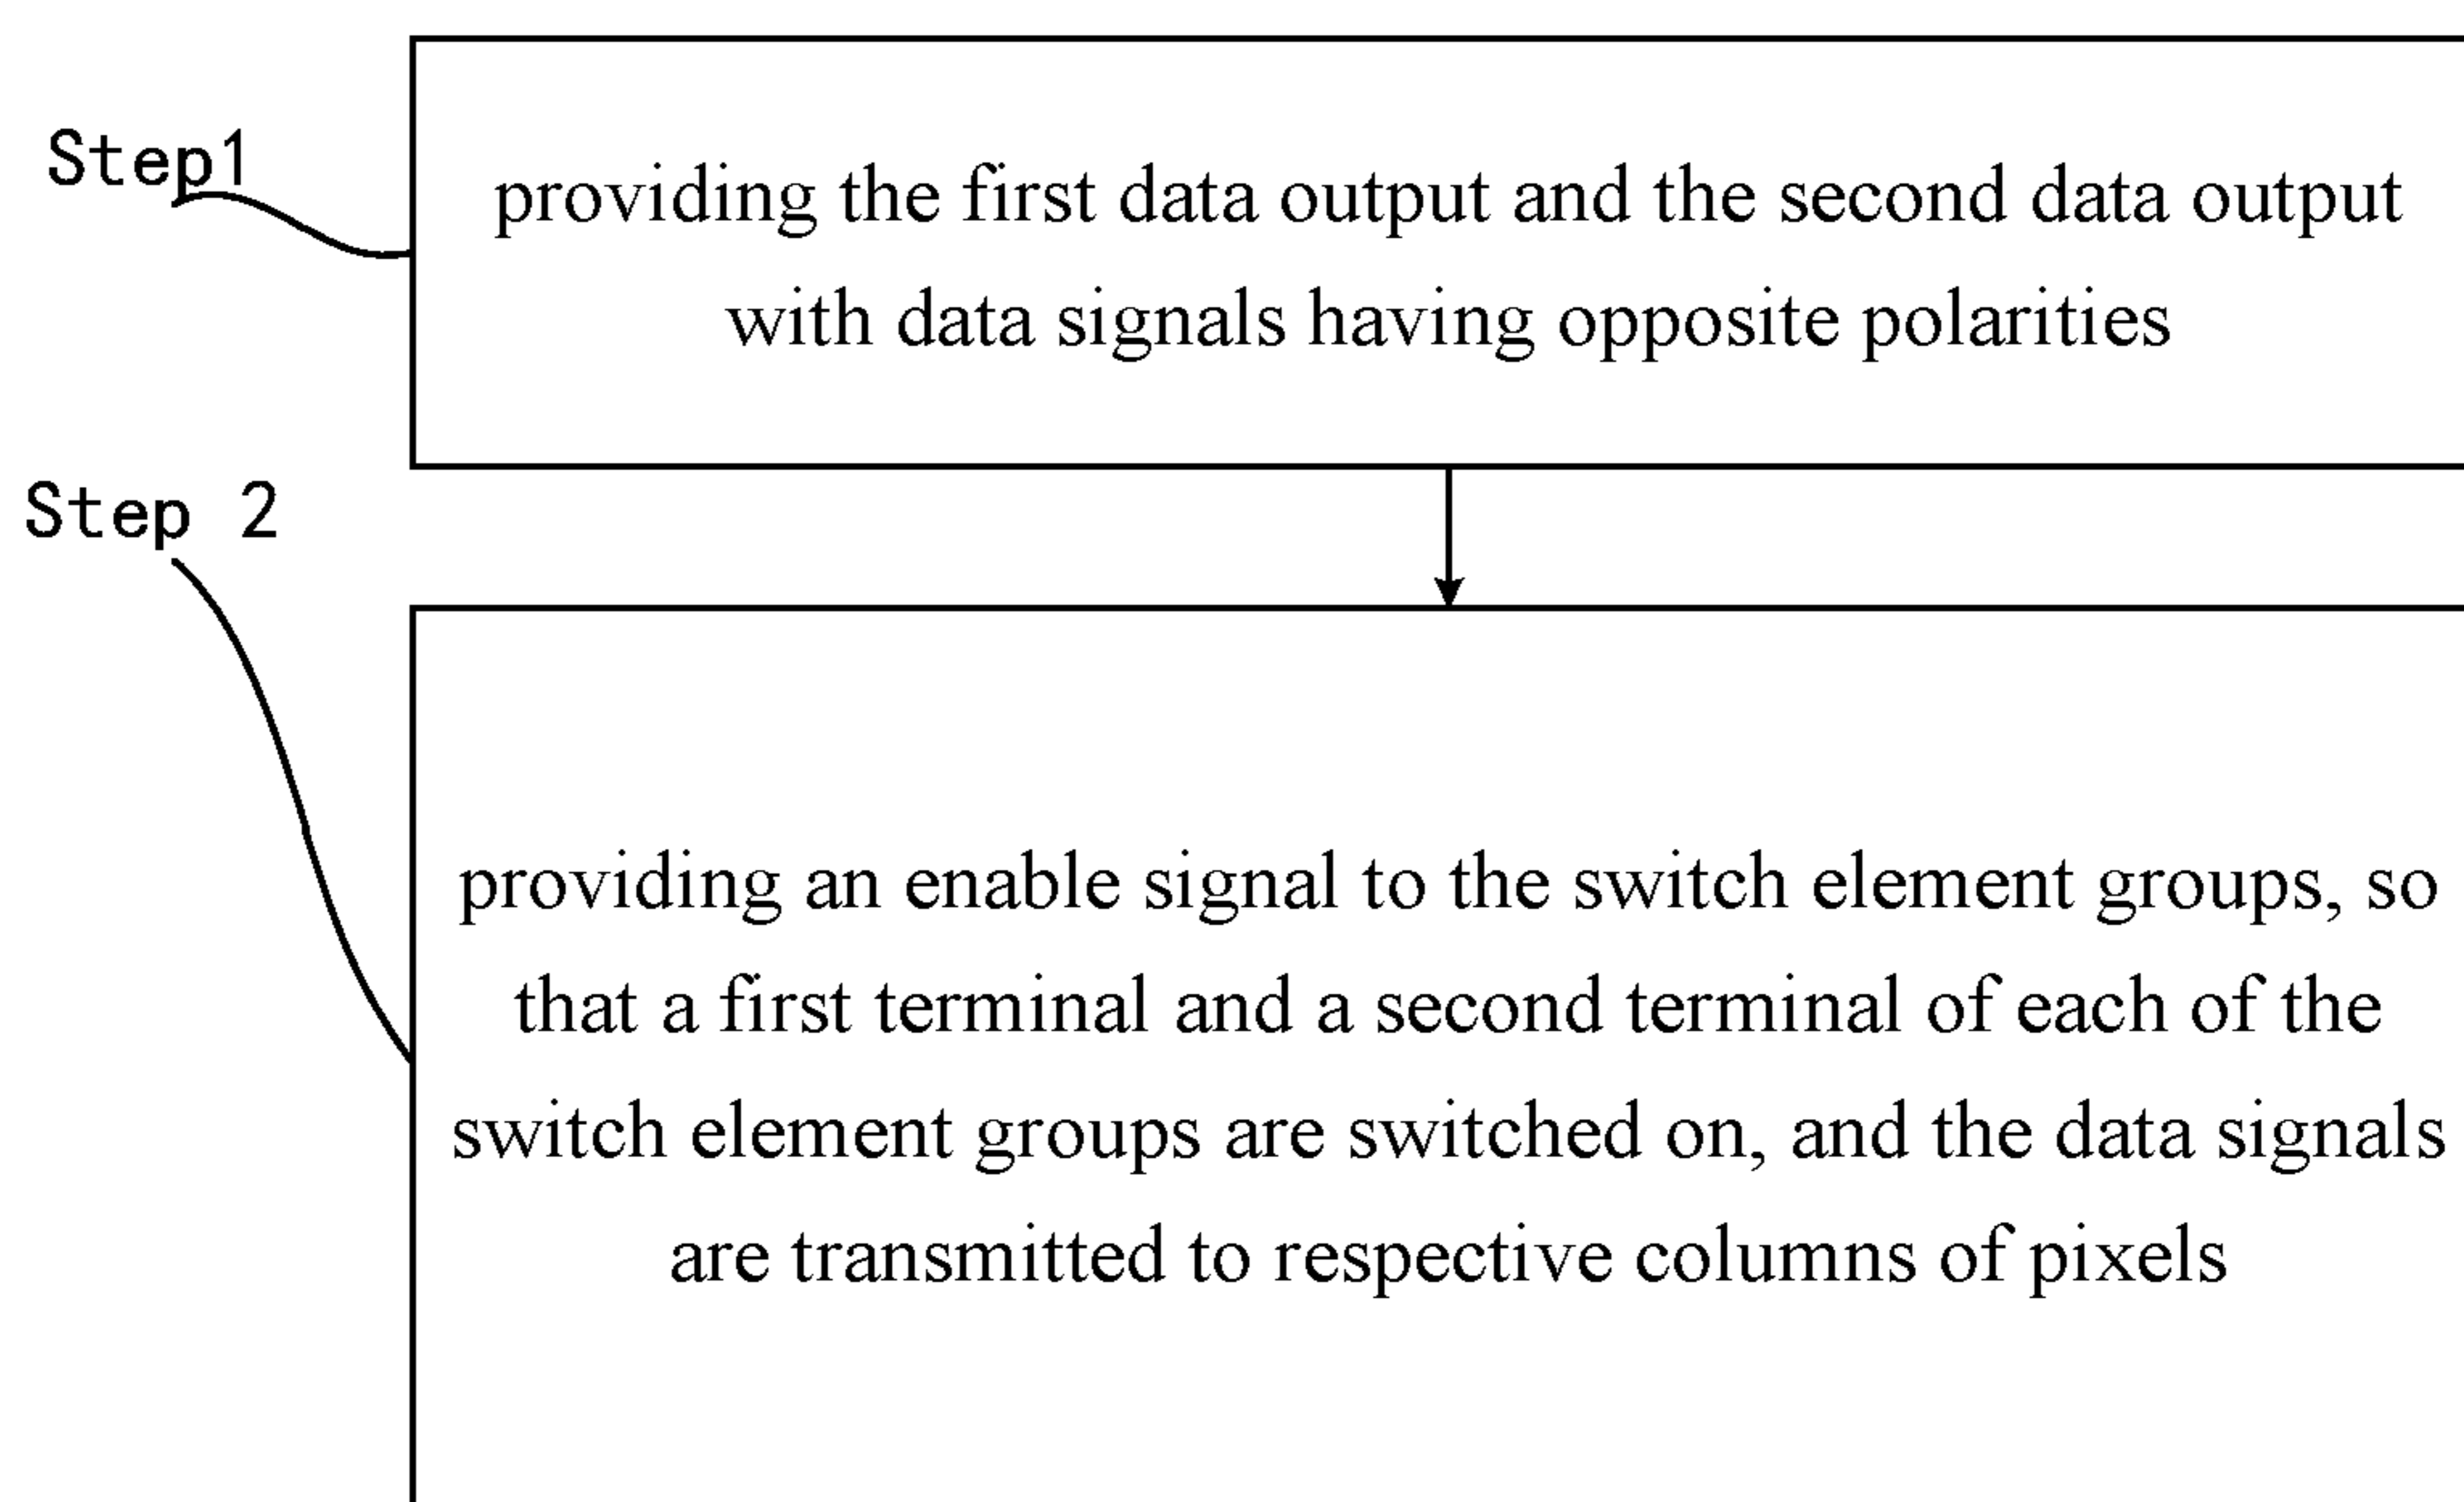 Step1
providing the first data output and the second data output
with data signals having opposite polarities
Step 2
providing an enable signal to the switch element groups, so
that a first terminal and a second terminal of each of the
switch element groups are switched on, and the data signals
are transmitted to respective columns of pixels